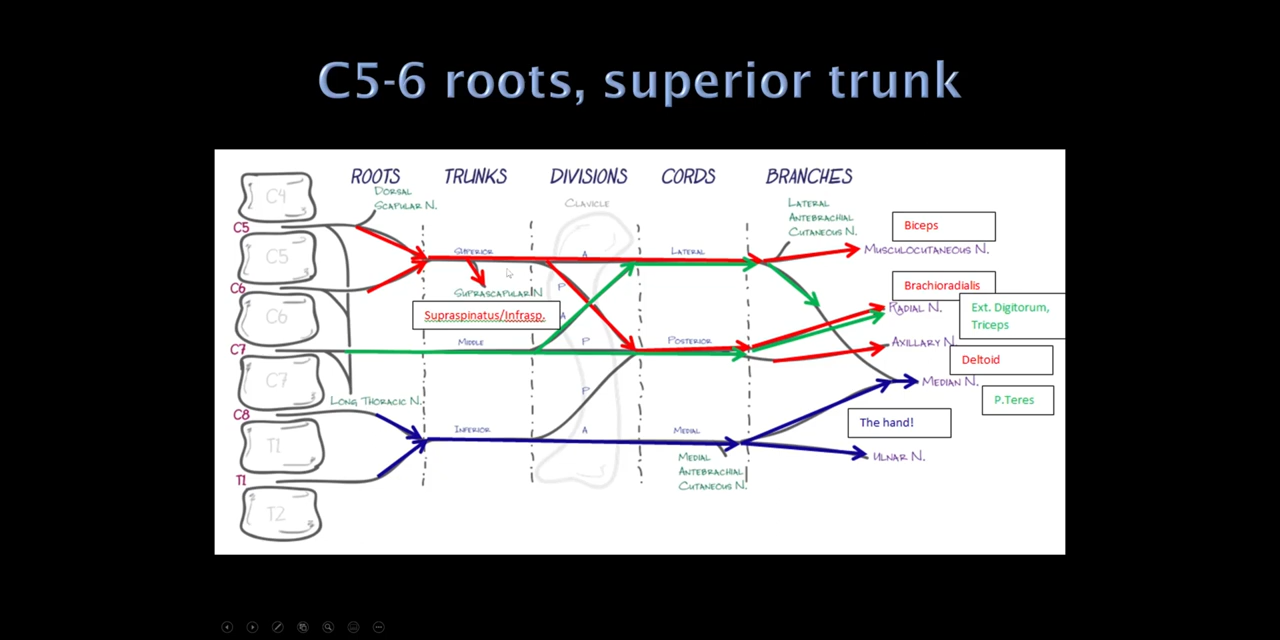 C5-6 roots, superior trunk
ROOTS TRUNKS DIVISIONS CORDS BRANCHES
DORSAL
SCAPULAR N.
CLAVICLE
LATERAL
ANTEBRACHIAL
CUTANEOUS N.
C4
C5
C5
C6
C6
C7
C7
C8
T1
T1
T2
SUPERIOR
A
LATERAL
SUPRASCAPULAR N
P
Supraspinatus/Infrasp.
A
MIDDLE
P
POSTERIOR
P
LONG THORACIC N.
INFERIOR
A
MEDIAL
MEDIAL
ANTEBRACHIAL
CUTANEOUS N.
Biceps
MUSCULOCUTANEOUS N.
Brachioradialis
RADIAL N.
Ext. Digitorum,
Triceps
AXILLARY N.
Deltoid
MEDIAN N.
P.Teres
The hand!
ULNAR N.